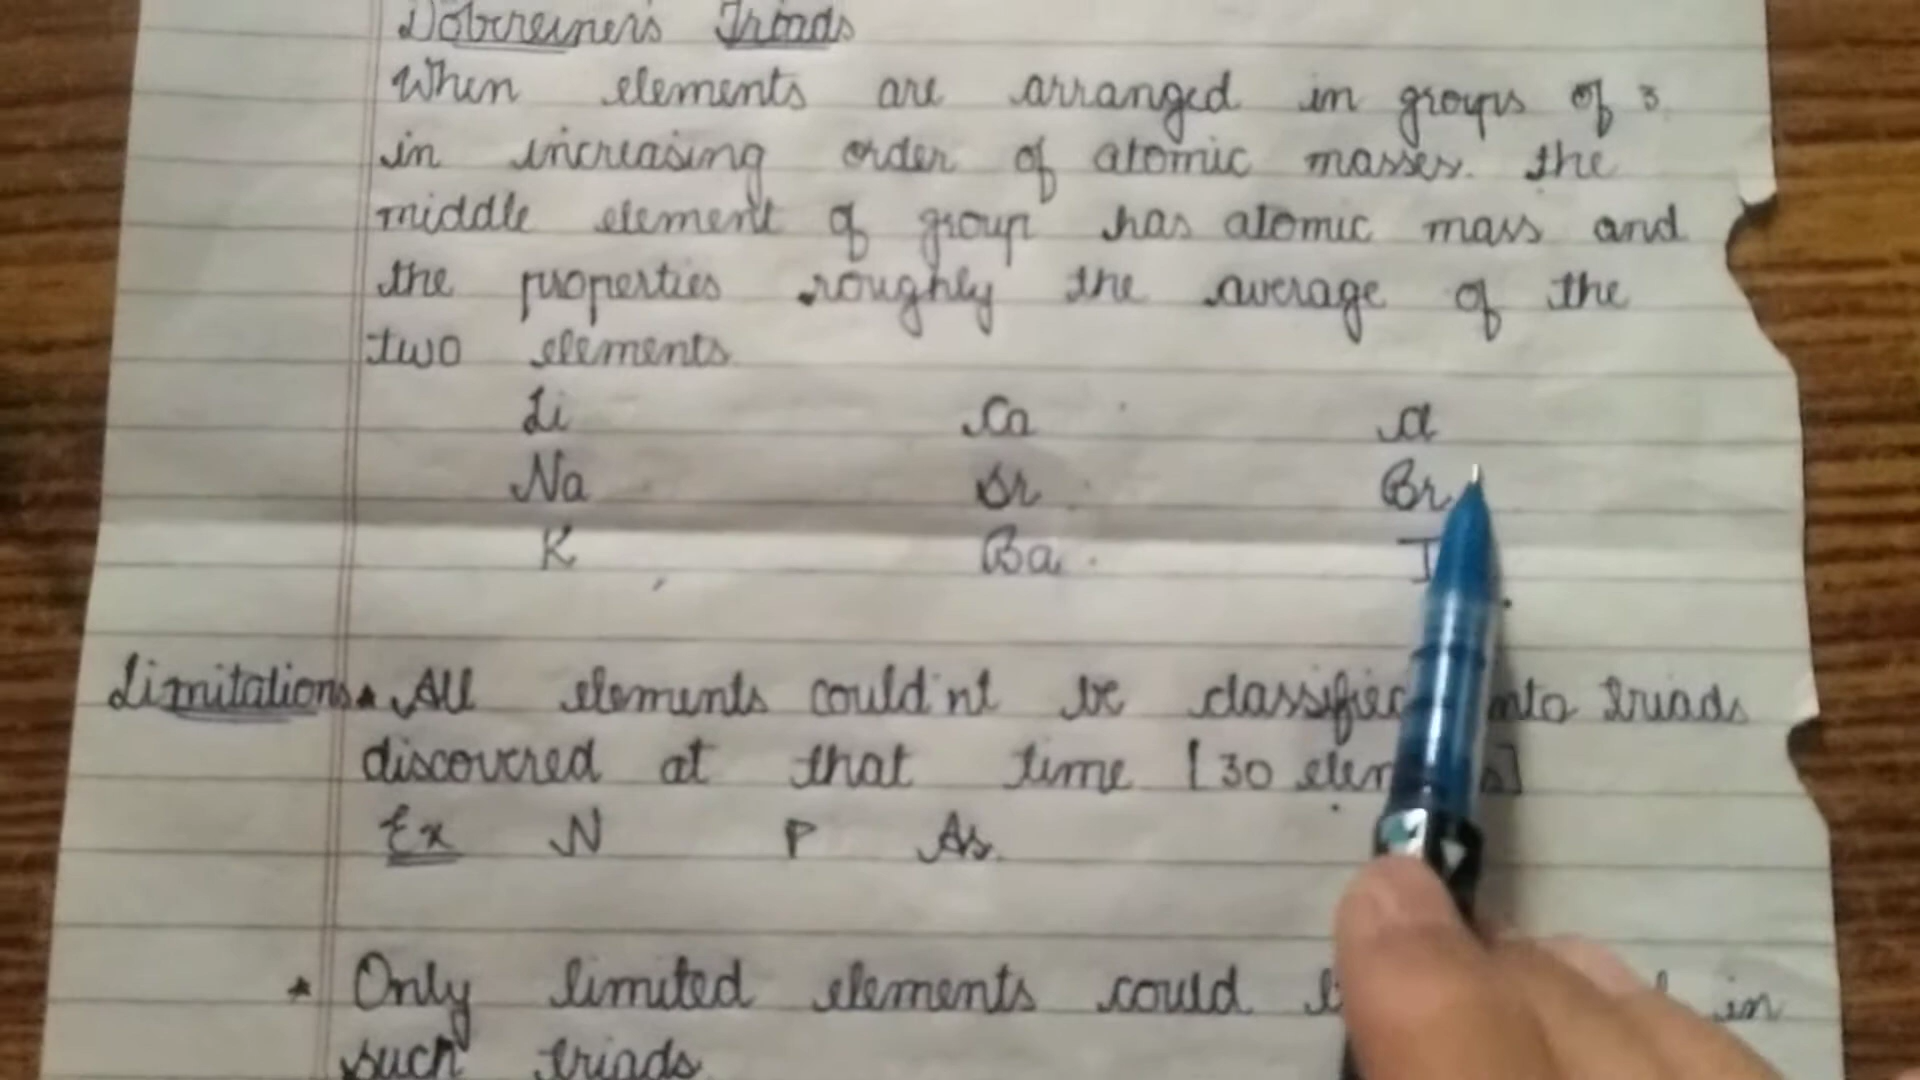 Dobereiner's Triads
When elements are arranged in groups of 3
in increasing order of atomic masses. the
middle element of group has atomic mass and
the properties roughly the average of the
two elements
Li Ca Cl
Na Sr Br
K Ba I
Limitations All elements could'nt be classified into triads
discovered at that time [30
Ex N P As
Only limited elements could in
such triads